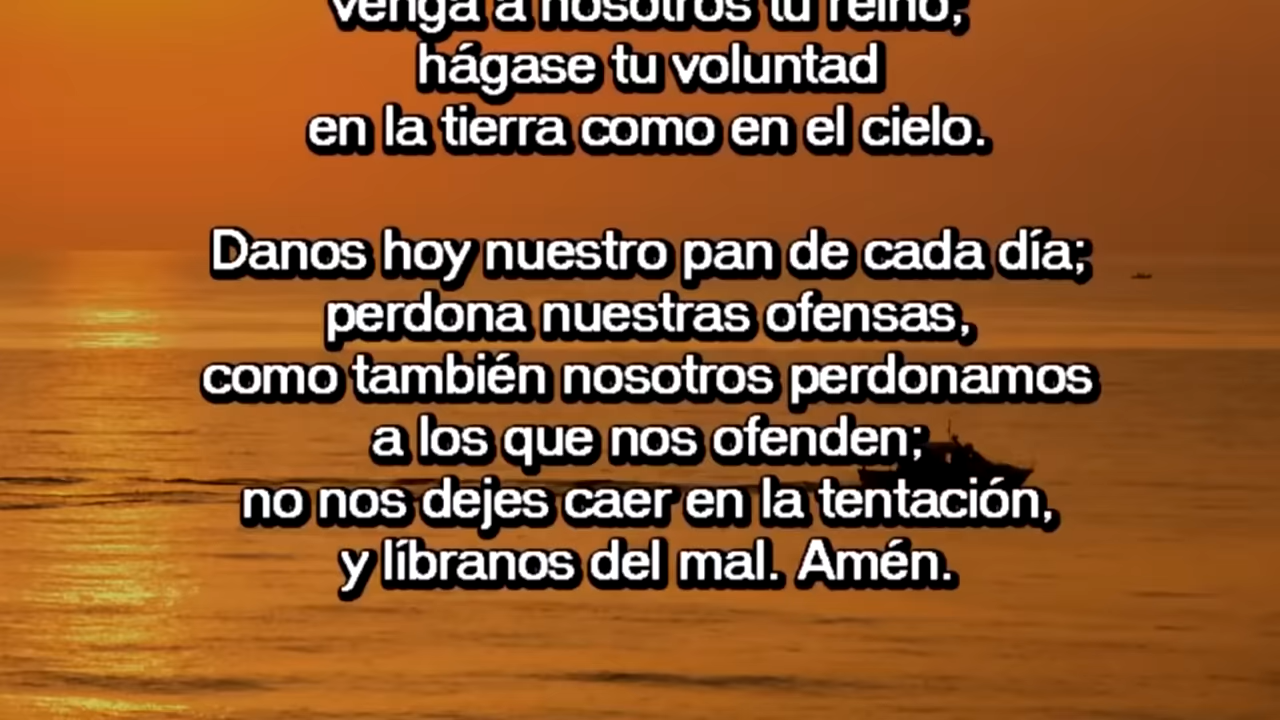 venga a nosotros tu reino;
hágase tu voluntad
en la tierra como en el cielo.
Danos hoy nuestro pan de cada día;
perdona nuestras ofensas,
como también nosotros perdonamos
a los que nos ofenden;
no nos dejes caer en la tentación,
y líbranos del mal. Amén.